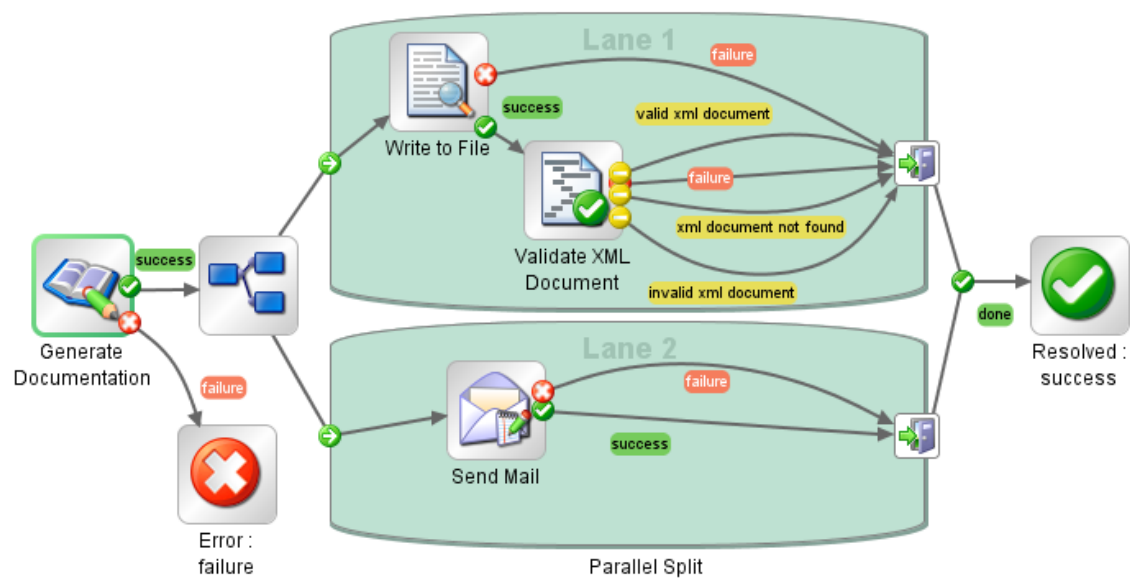 Lane 1
failure
success
valid xml document
Write to File
failure
xml document not found
Validate XML
Document
invalid xml document
success
Generate
Documentation
failure
Error :
failure
Lane 2
failure
success
Send Mail
Parallel Split
done
Resolved :
success